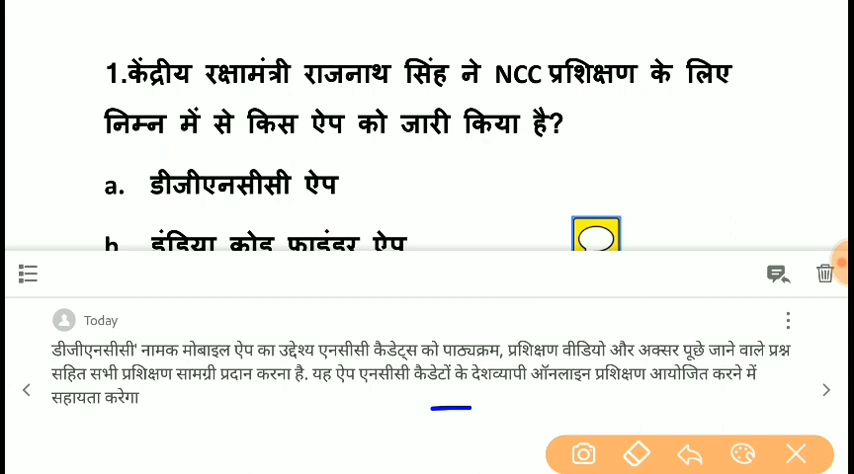 1.केंद्रीय रक्षामंत्री राजनाथ सिंह ने NCC प्रशिक्षण के लिए
निम्न में से किस ऐप को जारी किया है?
a. डीजीएनसीसी ऐप
b. इंडिया कोड फाइंडर ऐप
Today
डीजीएनसीसी' नामक मोबाइल ऐप का उद्देश्य एनसीसी कैडेट्स को पाठ्यक्रम, प्रशिक्षण वीडियो और अक्सर पूछे जाने वाले प्रश्न
सहित सभी प्रशिक्षण सामग्री प्रदान करना है. यह ऐप एनसीसी कैडेटों के देशव्यापी ऑनलाइन प्रशिक्षण आयोजित करने में
सहायता करेगा